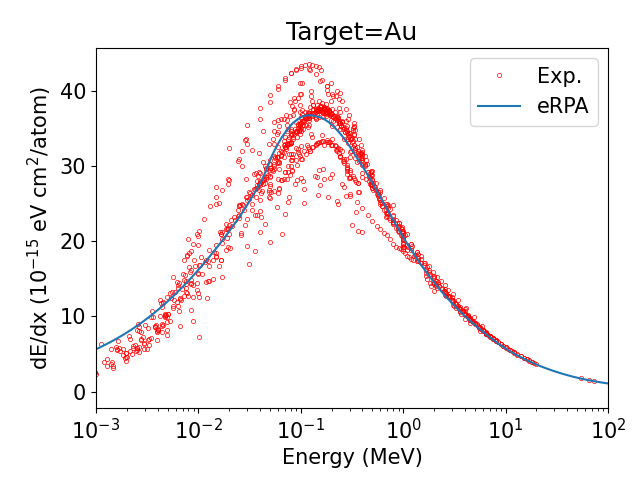 Target=Au
Exp.
eRPA
dE/dx (10⁻¹⁵ eV cm²/atom)
40
30
20
10
0
10⁻³ 10⁻² 10⁻¹ 10⁰ 10¹ 10²
Energy (MeV)